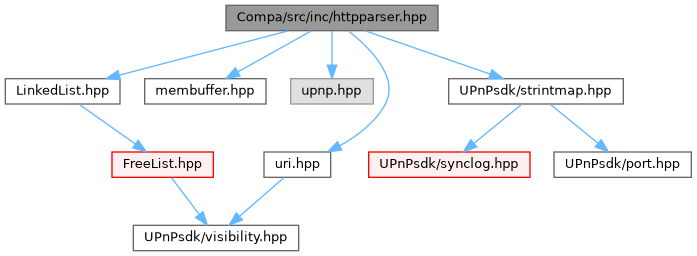 Compa/src/inc/httpparser.hpp
LinkedList.hpp
membuffer.hpp
upnp.hpp
UPnPsdk/strintmap.hpp
FreeList.hpp
uri.hpp
UPnPsdk/synclog.hpp
UPnPsdk/port.hpp
UPnPsdk/visibility.hpp